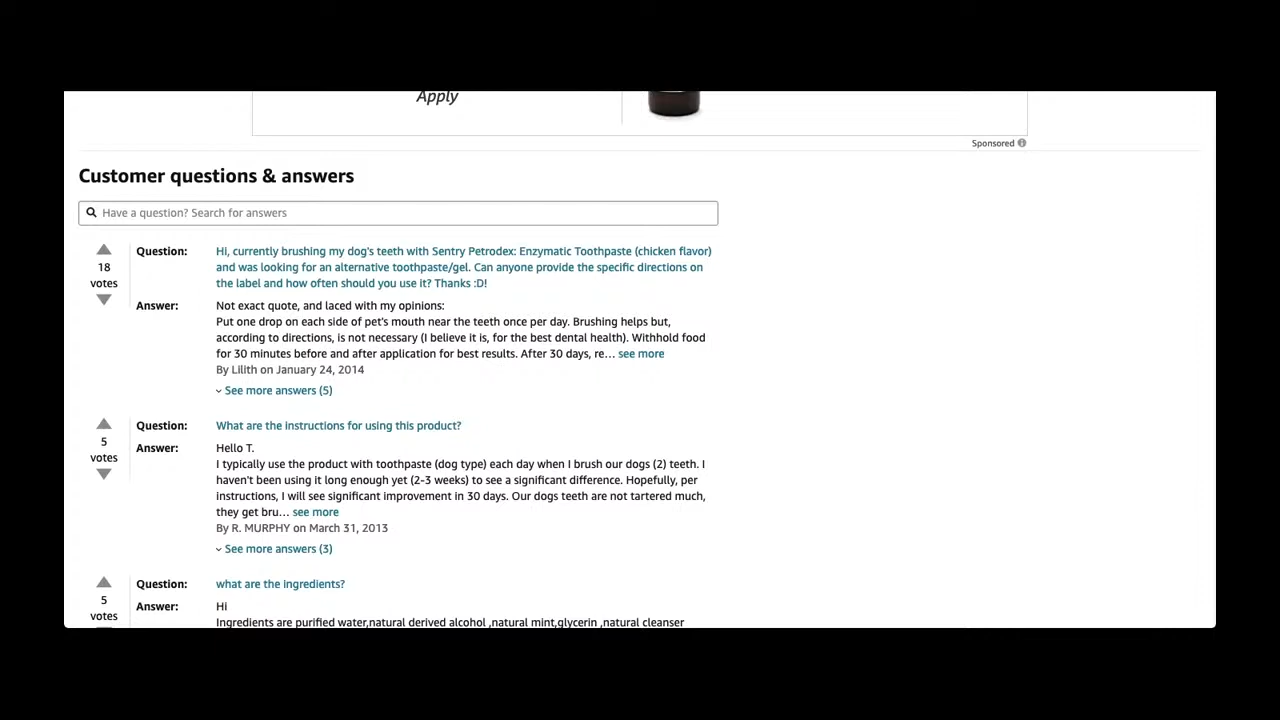 Apply
Sponsored
Customer questions & answers
Have a question? Search for answers
18
votes
Question:
Hi, currently brushing my dog's teeth with Sentry Petrodex: Enzymatic Toothpaste (chicken flavor)
and was looking for an alternative toothpaste/gel. Can anyone provide the specific directions on
the label and how often should you use it? Thanks :D!
Answer:
Not exact quote, and laced with my opinions:
Put one drop on each side of pet's mouth near the teeth once per day. Brushing helps but,
according to directions, is not necessary (I believe it is, for the best dental health). Withhold food
for 30 minutes before and after application for best results. After 30 days, re… see more
By Lilith on January 24, 2014
See more answers (5)
5
votes
Question:
What are the instructions for using this product?
Answer:
Hello T.
I typically use the product with toothpaste (dog type) each day when I brush our dogs (2) teeth. I
haven't been using it long enough yet (2-3 weeks) to see a significant difference. Hopefully, per
instructions, I will see significant improvement in 30 days. Our dogs teeth are not tartered much,
they get bru… see more
By R. MURPHY on March 31, 2013
See more answers (3)
5
votes
Question:
what are the ingredients?
Answer:
Hi
Ingredients are purified water,natural derived alcohol ,natural mint,glycerin ,natural cleanser